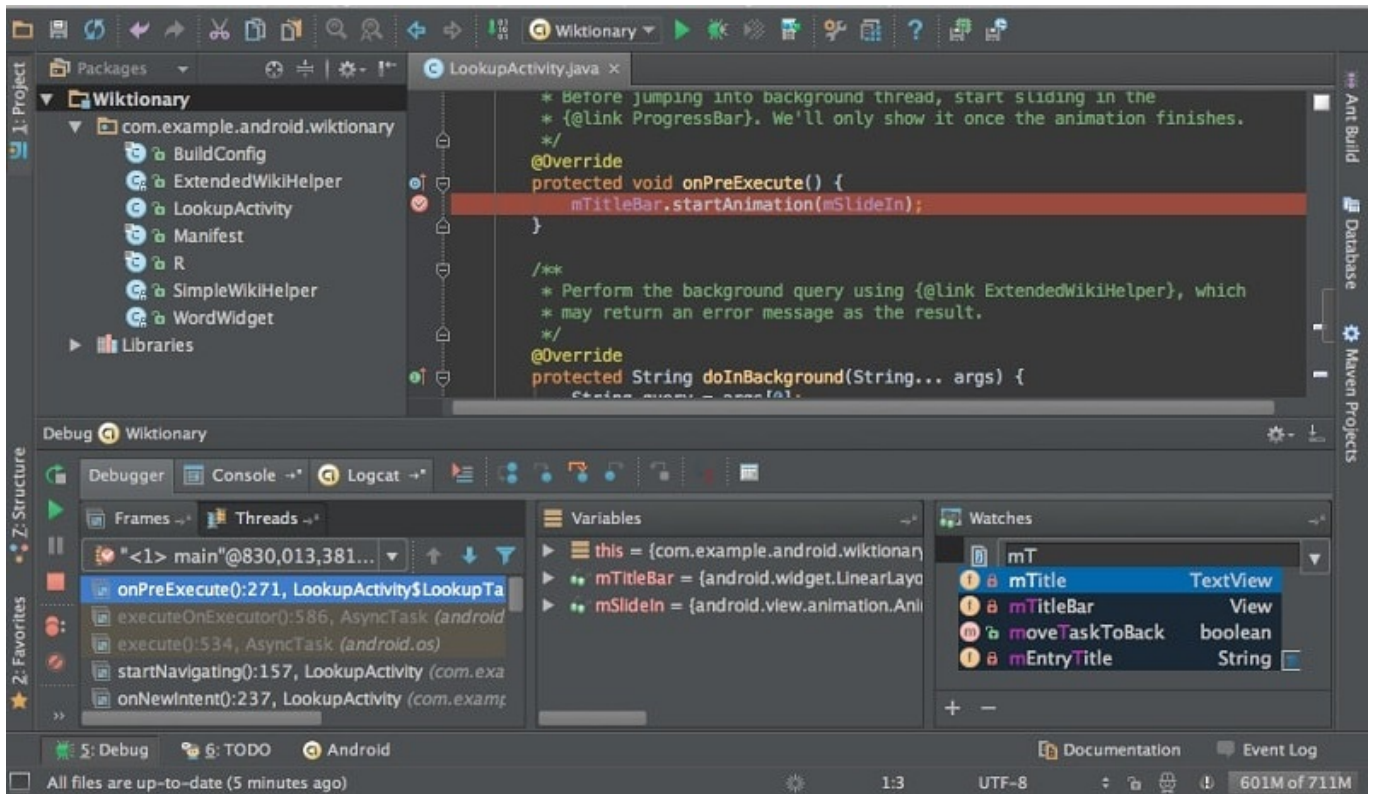 Wiktionary
1: Project
Packages
LookupActivity.java ×
Wiktionary
com.example.android.wiktionary
BuildConfig
ExtendedWikiHelper
LookupActivity
Manifest
R
SimpleWikiHelper
WordWidget
Libraries
* Before jumping into background thread, start sliding in the
* {@link ProgressBar}. We'll only show it once the animation finishes.
*/
@Override
protected void onPreExecute() {
mTitleBar.startAnimation(mSlideIn);
}
/**
* Perform the background query using {@link ExtendedWikiHelper}, which
* may return an error message as the result.
*/
@Override
protected String doInBackground(String... args) {
String query = args[0];
Ant Build
Database
Maven Projects
Debug Wiktionary
Z: Structure
2: Favorites
Debugger Console Logcat
Frames Threads
"<1> main"@830,013,381...
onPreExecute():271, LookupActivity$LookupTa
executeOnExecutor():586, AsyncTask (android
execute():534, AsyncTask (android.os)
startNavigating():157, LookupActivity (com.exa
onNewIntent():237, LookupActivity (com.examp
Variables
this = {com.example.android.wiktionary
mTitleBar = {android.widget.LinearLayo
mSlideIn = {android.view.animation.Ani
Watches
mT
mTitle TextView
mTitleBar View
moveTaskToBack boolean
mEntryTitle String
+ −
5: Debug 6: TODO Android Documentation Event Log
All files are up-to-date (5 minutes ago) 1:3 UTF-8 601M of 711M